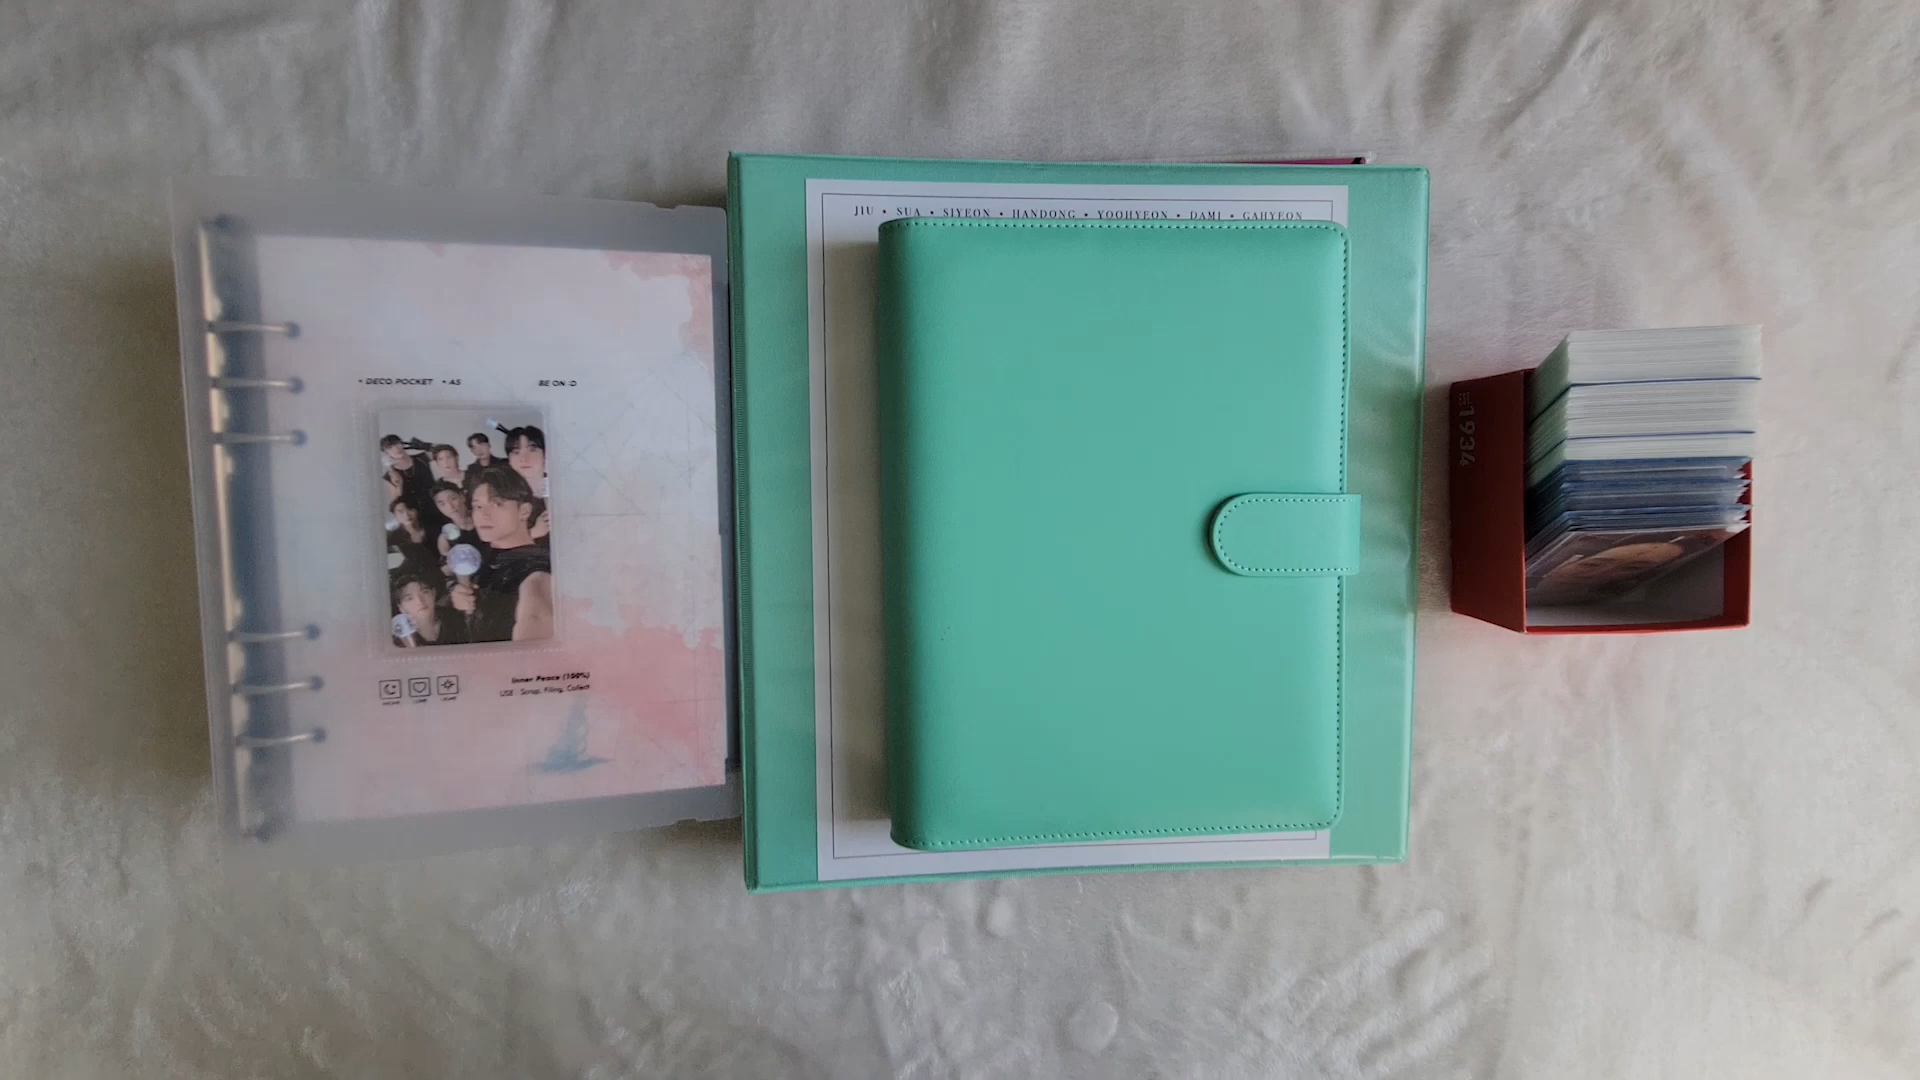 • DECO POCKET • A5 BE ON :D
Inner Peace (100%)
USE : Scrap, Filing, Collect
JIU • SUA • SIYEON • HANDONG • YOOHYEON • DAMI • GAHYEON
1934